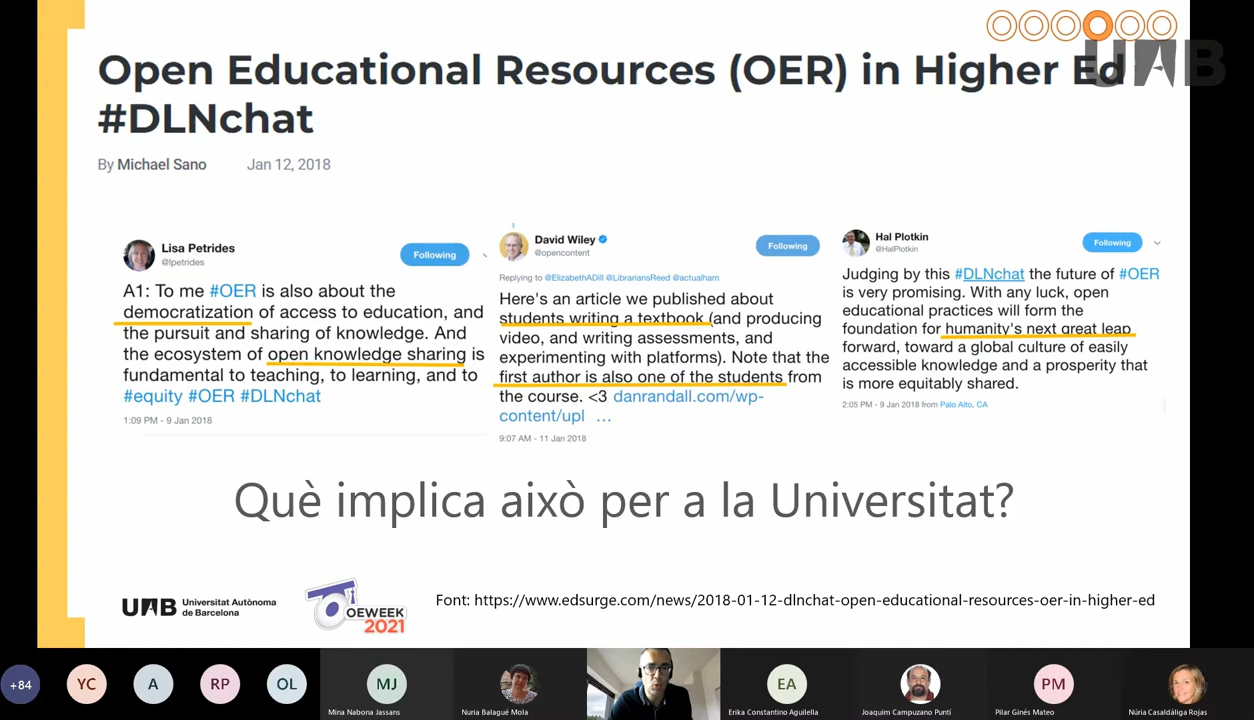 Open Educational Resources (OER) in Higher Ed
#DLNchat
UAB
By Michael Sano Jan 12, 2018
Lisa Petrides
@lpetrides
Following
A1: To me #OER is also about the
democratization of access to education, and
the pursuit and sharing of knowledge. And
the ecosystem of open knowledge sharing is
fundamental to teaching, to learning, and to
#equity #OER #DLNchat
1:09 PM - 9 Jan 2018
David Wiley
@opencontent
Following
Replying to @ElizabethADill @LibrariansReed @actualham
Here's an article we published about
students writing a textbook (and producing
video, and writing assessments, and
experimenting with platforms). Note that the
first author is also one of the students from
the course. <3 danrandall.com/wp-
content/upl ...
9:07 AM - 11 Jan 2018
Hal Plotkin
@HalPlotkin
Following
Judging by this #DLNchat the future of #OER
is very promising. With any luck, open
educational practices will form the
foundation for humanity's next great leap
forward, toward a global culture of easily
accessible knowledge and a prosperity that
is more equitably shared.
2:05 PM - 9 Jan 2018 from Palo Alto, CA
Què implica això per a la Universitat?
UAB Universitat Autònoma
de Barcelona
OEWEEK
2021
Font: https://www.edsurge.com/news/2018-01-12-dlnchat-open-educational-resources-oer-in-higher-ed
+84
YC
A
RP
OL
MJ
Mina Nabona Jassans
Nuria Balagué Mola
EA
Erika Constantino Aguilella
Joaquim Campuzano Puntí
PM
Pilar Ginés Mateo
Núria Casaldàliga Rojas